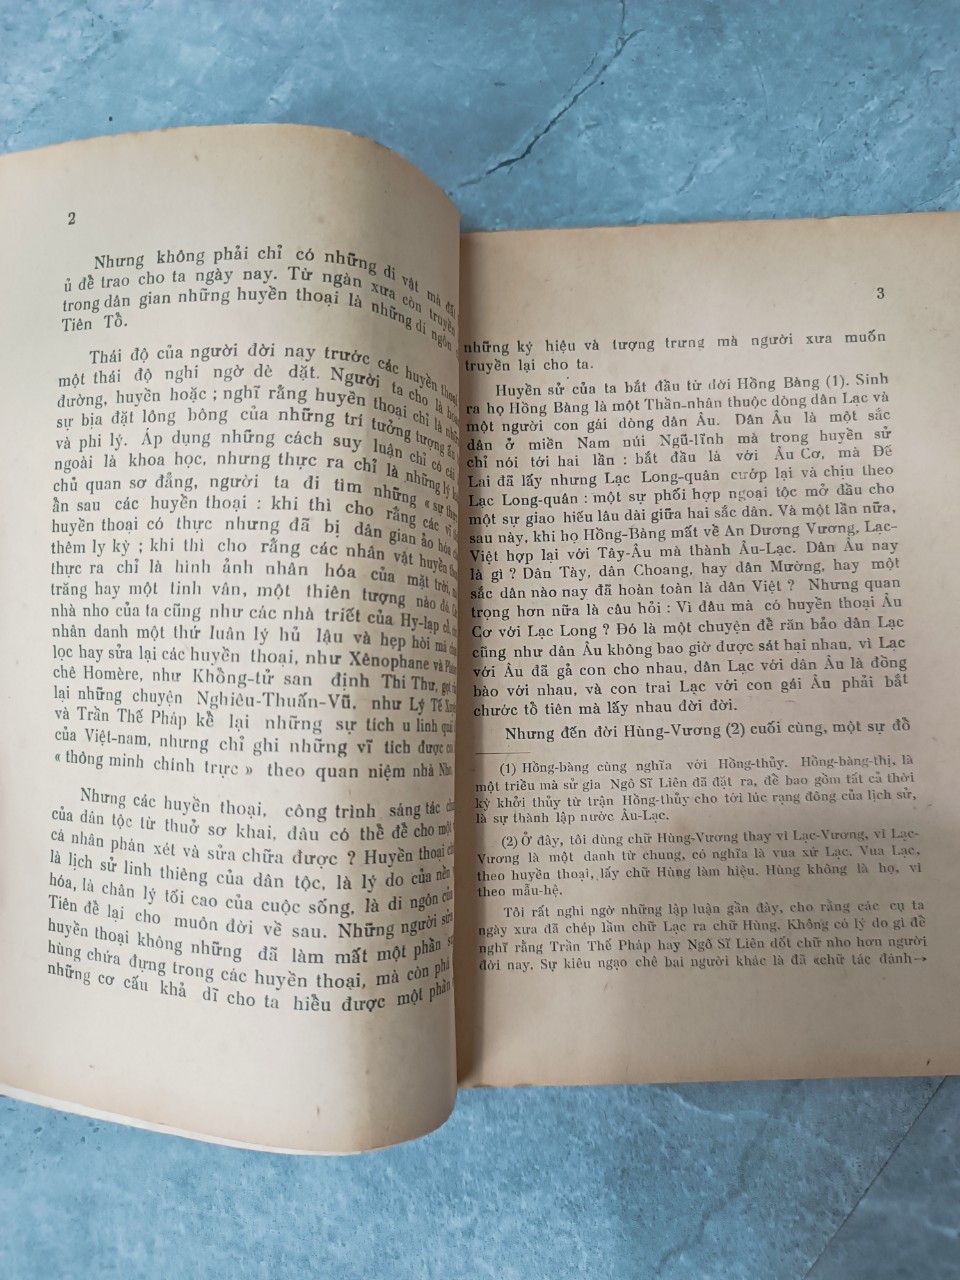 2
Nhưng không phải chỉ có những di vật mà đất
ủ để trao cho ta ngày nay. Từ ngàn xưa còn truyền
trong dân gian những huyền thoại là những di ngôn
Tiên Tổ.
Thái độ của người đời nay trước các huyền thoại
một thái độ nghi ngờ dè dặt. Người ta cho là
đường, huyền hoặc ; nghĩ rằng huyền thoại chỉ là những
sự bịa đặt lông bông của những trí tưởng tượng
và phi lý. Áp dụng những cách suy luận chỉ có cái
ngoài là khoa học, nhưng thực ra chỉ là những lý
chủ quan sơ đẳng, người ta đi tìm những « sự thực
ẩn sau các huyền thoại : khi thì cho rằng các vĩ
huyền thoại có thực nhưng đã bị dân gian ảo hóa
thêm ly kỳ ; khi thì cho rằng các nhân vật huyền thoại
thực ra chỉ là hình ảnh nhân hóa của mặt trời,
trăng hay một tinh vân, một thiên tượng nào đó.
nhà nho của ta cũng như các nhà triết của Hy-lạp cổ,
nhân danh một thứ luân lý hủ lậu và hẹp hòi mà
lọc hay sửa lại các huyền thoại, như Xênophane và
chê Homère, như Khổng-tử san định Thi Thư, gọt
lại những chuyện Nghiêu-Thuấn-Vũ, như Lý Tế
và Trần Thế Pháp kể lại những sự tích u linh quái
của Việt-nam, nhưng chỉ ghi những vĩ tích được
« thông minh chính trực » theo quan niệm nhà Nho.
Nhưng các huyền thoại, công trình sáng tác
của dân tộc từ thuở sơ khai, đâu có thể để cho một
cá nhân phán xét và sửa chữa được ? Huyền thoại
là lịch sử linh thiêng của dân tộc, là lý do của nền
hóa, là chân lý tối cao của cuộc sống, là di ngôn của
Tiên để lại cho muôn đời về sau. Những người sửa
huyền thoại không những đã làm mất một phần
hùng chứa đựng trong các huyền thoại, mà còn phá
những cơ cấu khả dĩ cho ta hiểu được một phần
3
những ký hiệu và tượng trưng mà người xưa muốn
truyền lại cho ta.
Huyền sử của ta bắt đầu từ đời Hồng Bàng (1). Sinh
ra họ Hồng Bàng là một Thần-nhân thuộc dòng dân Lạc và
một người con gái dòng dân Âu. Dân Âu là một sắc
dân ở miền Nam núi Ngũ-lĩnh mà trong huyền sử
chỉ nói tới hai lần : bắt đầu là với Âu Cơ, mà Đế
Lai đã lấy nhưng Lạc Long-quân cướp lại và chịu theo
Lạc Long-quân : một sự phối hợp ngoại tộc mở đầu cho
một sự giao hiếu lâu dài giữa hai sắc dân. Và một lần nữa,
sau này, khi họ Hồng-Bàng mất về An Dương Vương, Lạc-
Việt hợp lại với Tây-Âu mà thành Âu-Lạc. Dân Âu nay
là gì ? Dân Tày, dân Choang, hay dân Mường, hay một
sắc dân nào nay đã hoàn toàn là dân Việt ? Nhưng quan
trọng hơn nữa là câu hỏi : Vì đâu mà có huyền thoại Âu
Cơ với Lạc Long ? Đó là một chuyện để răn bảo dân Lạc
cũng như dân Âu không bao giờ được sát hại nhau, vì Lạc
với Âu đã gả con cho nhau, dân Lạc với dân Âu là đồng
bào với nhau, và con trai Lạc với con gái Âu phải bắt
chước tổ tiên mà lấy nhau đời đời.
Nhưng đến đời Hùng-Vương (2) cuối cùng, một sự đổ
(1) Hồng-bàng cùng nghĩa với Hồng-thủy. Hồng-bàng-thị, là
một triều mà sử gia Ngô Sĩ Liên đã đặt ra, để bao gồm tất cả thời
kỳ khởi thủy từ trận Hồng-thủy cho tới lúc rạng đông của lịch sử,
là sự thành lập nước Âu-Lạc.
(2) Ở đây, tôi dùng chữ Hùng-Vương thay vì Lạc-Vương, vì Lạc-
Vương là một danh từ chung, có nghĩa là vua xứ Lạc. Vua Lạc,
theo huyền thoại, lấy chữ Hùng làm hiệu. Hùng không là họ, vì
theo mẫu-hệ.
Tôi rất nghi ngờ những lập luận gần đây, cho rằng các cụ ta
ngày xưa đã chép lầm chữ Lạc ra chữ Hùng. Không có lý do gì để
nghĩ rằng Trần Thế Pháp hay Ngô Sĩ Liên dốt chữ nho hơn người
đời nay. Sự kiêu ngạo chê bai người khác là đã «chữ tác đánh→